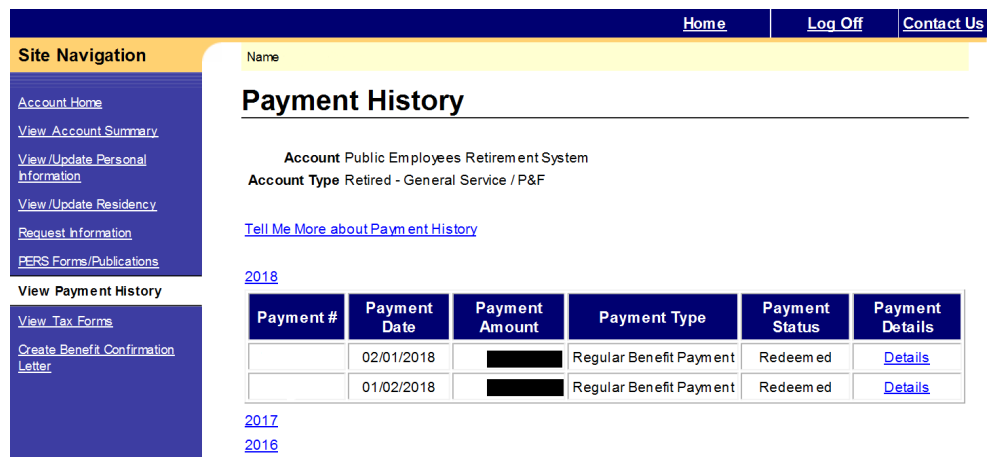 Home Log Off Contact Us
Site Navigation
Name
Account Home
View Account Summary
View/Update Personal
Information
View/Update Residency
Request Information
PERS Forms/Publications
View Payment History
View Tax Forms
Create Benefit Confirmation
Letter
Payment History
Account Public Employees Retirement System
Account Type Retired - General Service / P&F
Tell Me More about Payment History
2018
Payment # Payment Date Payment Amount Payment Type Payment Status Payment Details
02/01/2018 Regular Benefit Payment Redeemed Details
01/02/2018 Regular Benefit Payment Redeemed Details
2017
2016